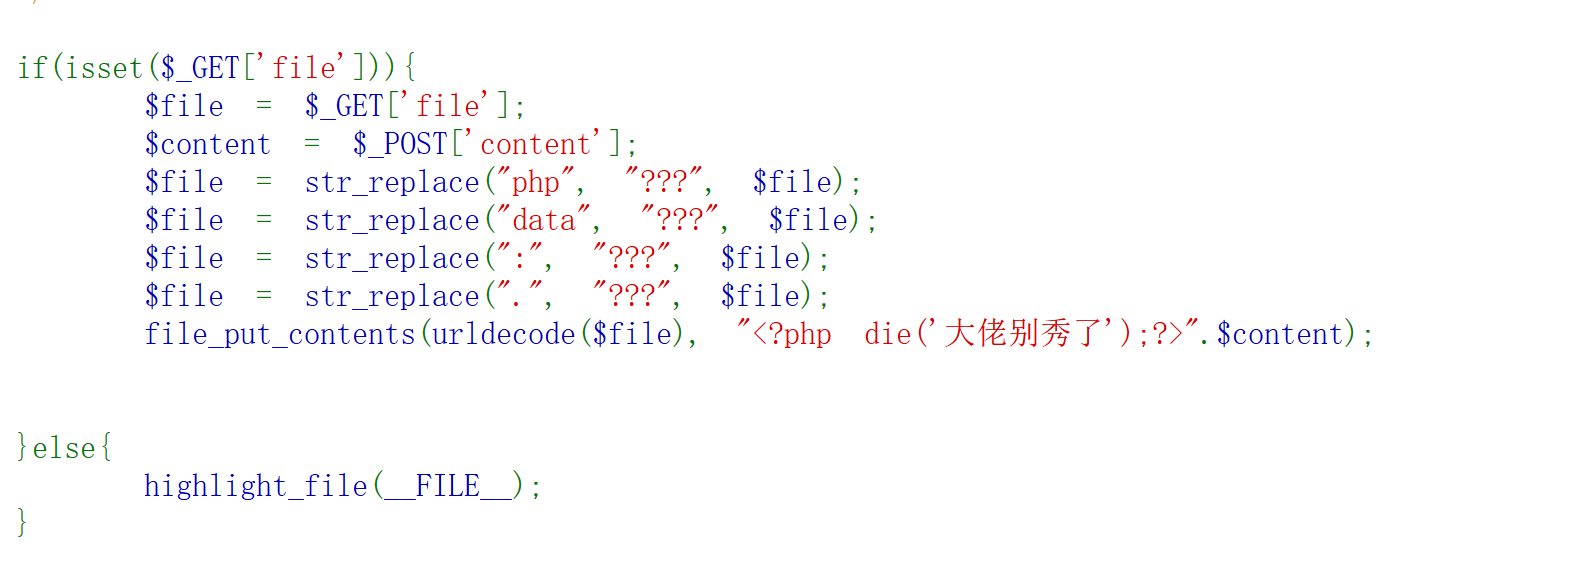 if(isset($_GET['file'])){
$file = $_GET['file'];
$content = $_POST['content'];
$file = str_replace("php", "???", $file);
$file = str_replace("data", "???", $file);
$file = str_replace(":", "???", $file);
$file = str_replace(".", "???", $file);
file_put_contents(urldecode($file), "<?php die('大佬别秀了');?>".$content);
}else{
highlight_file(__FILE__);
}